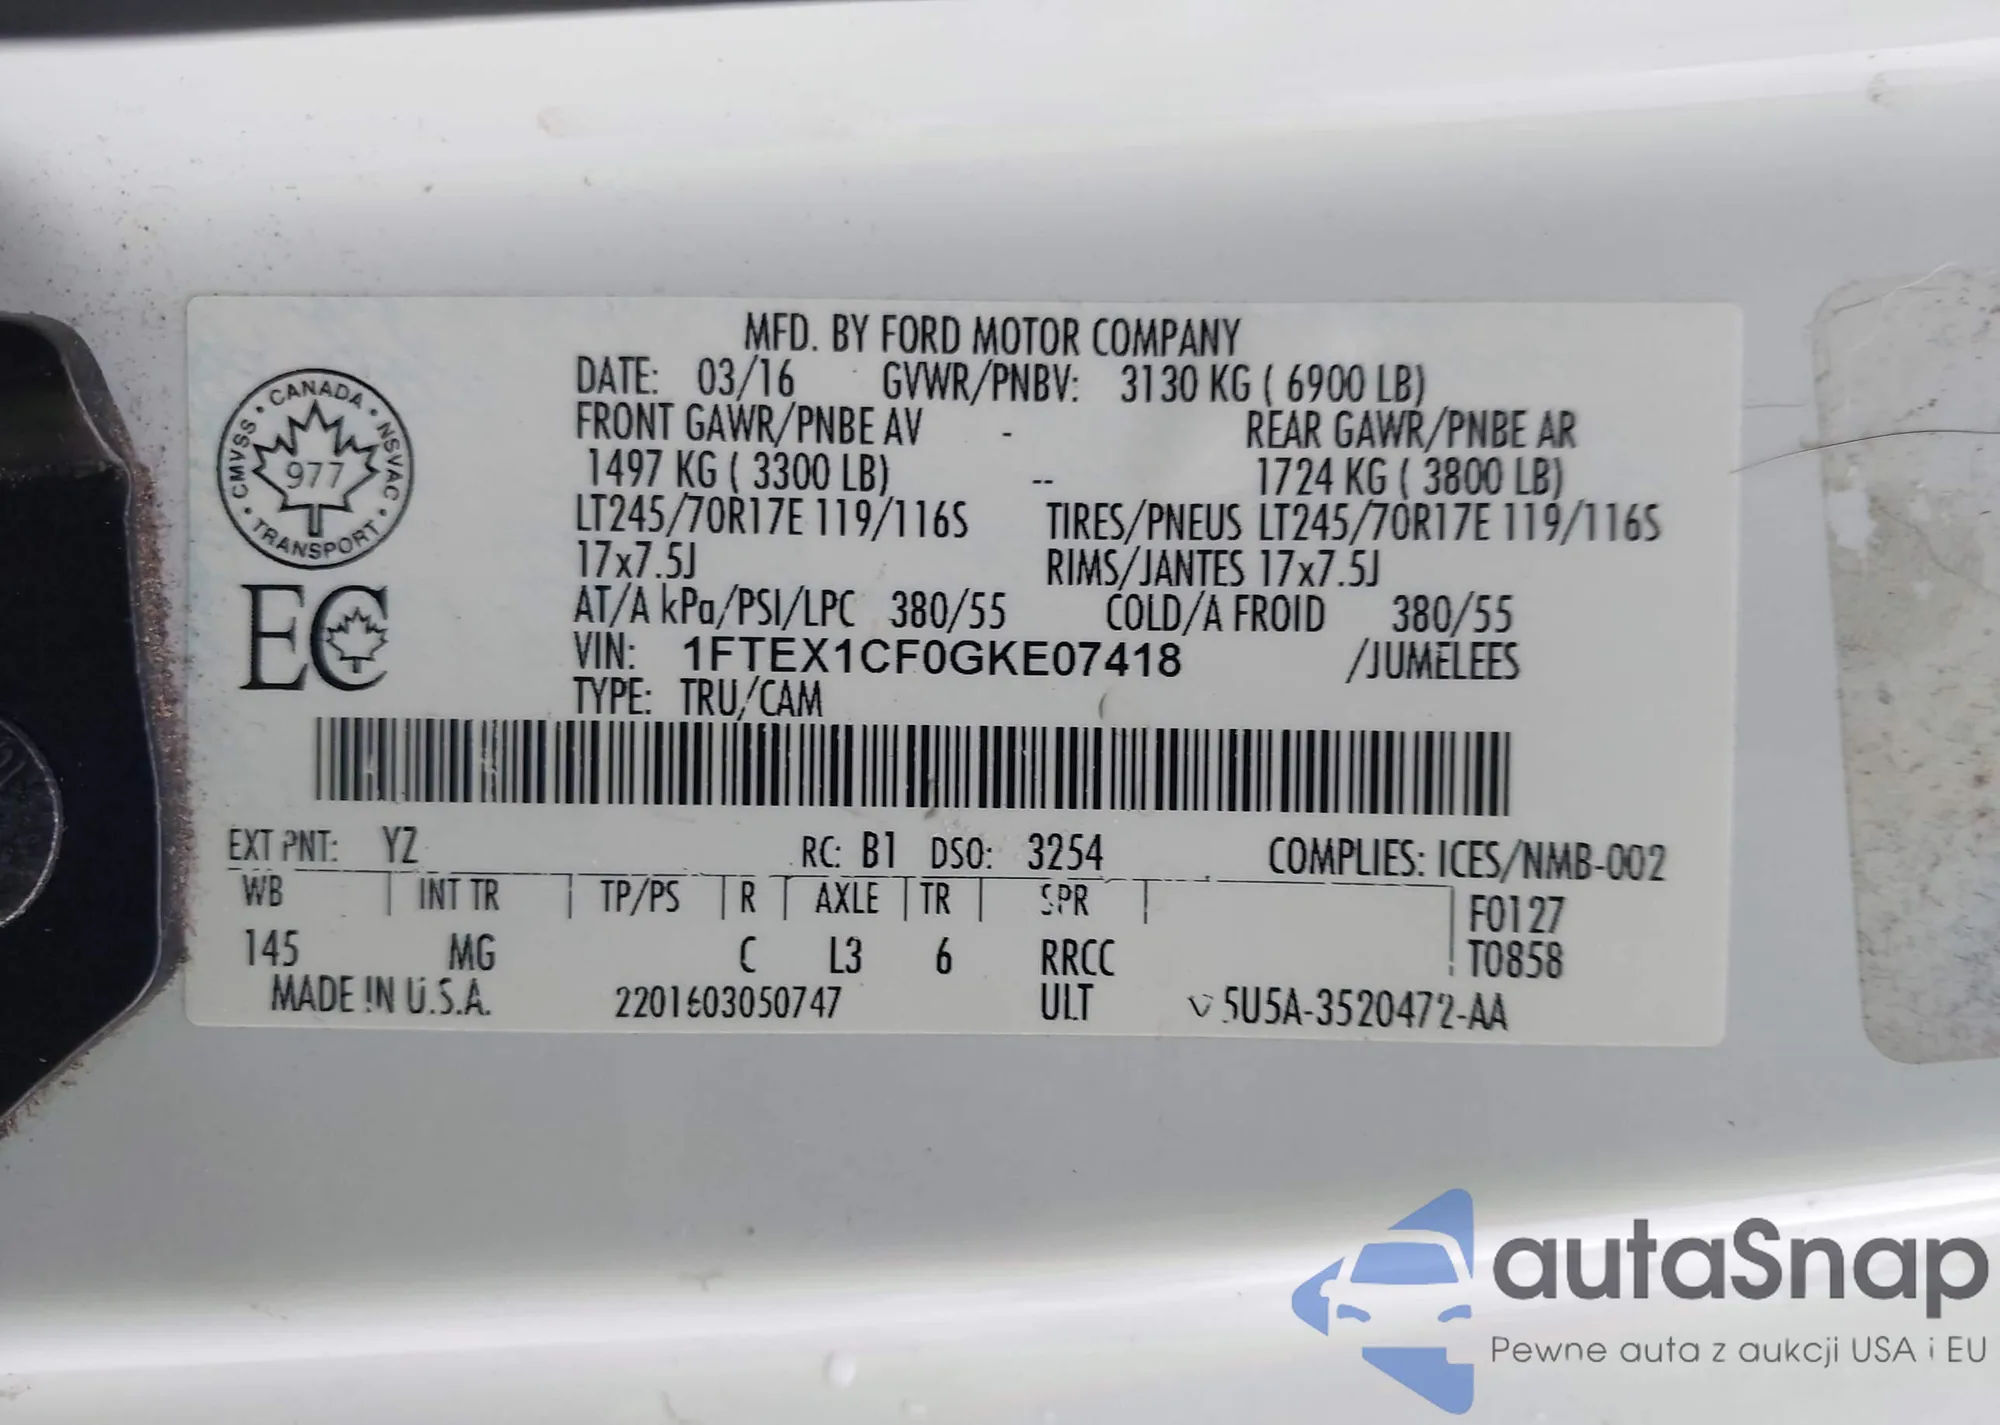 MFD. BY FORD MOTOR COMPANY
DATE: 03/16 GVWR/PNBV: 3130 KG ( 6900 LB)
FRONT GAWR/PNBE AV - REAR GAWR/PNBE AR
1497 KG ( 3300 LB) -- 1724 KG ( 3800 LB)
LT245/70R17E 119/116S TIRES/PNEUS LT245/70R17E 119/116S
17x7.5J RIMS/JANTES 17x7.5J
AT/A kPa/PSI/LPC 380/55 COLD/A FROID 380/55
VIN: 1FTEX1CF0GKE07418 /JUMELEES
TYPE: TRU/CAM
CANADA
CMVSS • NSVAC
977
TRANSPORT
EC
EXT PNT: YZ RC: B1 DSO: 3254 COMPLIES: ICES/NMB-002
WB | INT TR | TP/PS | R | AXLE | TR | SPR | F0127
145 MG C L3 6 RRCC T0858
MADE IN U.S.A. 2201603050747 ULT 5U5A-3520472-AA
autaSnap
Pewne auta z aukcji USA i EU